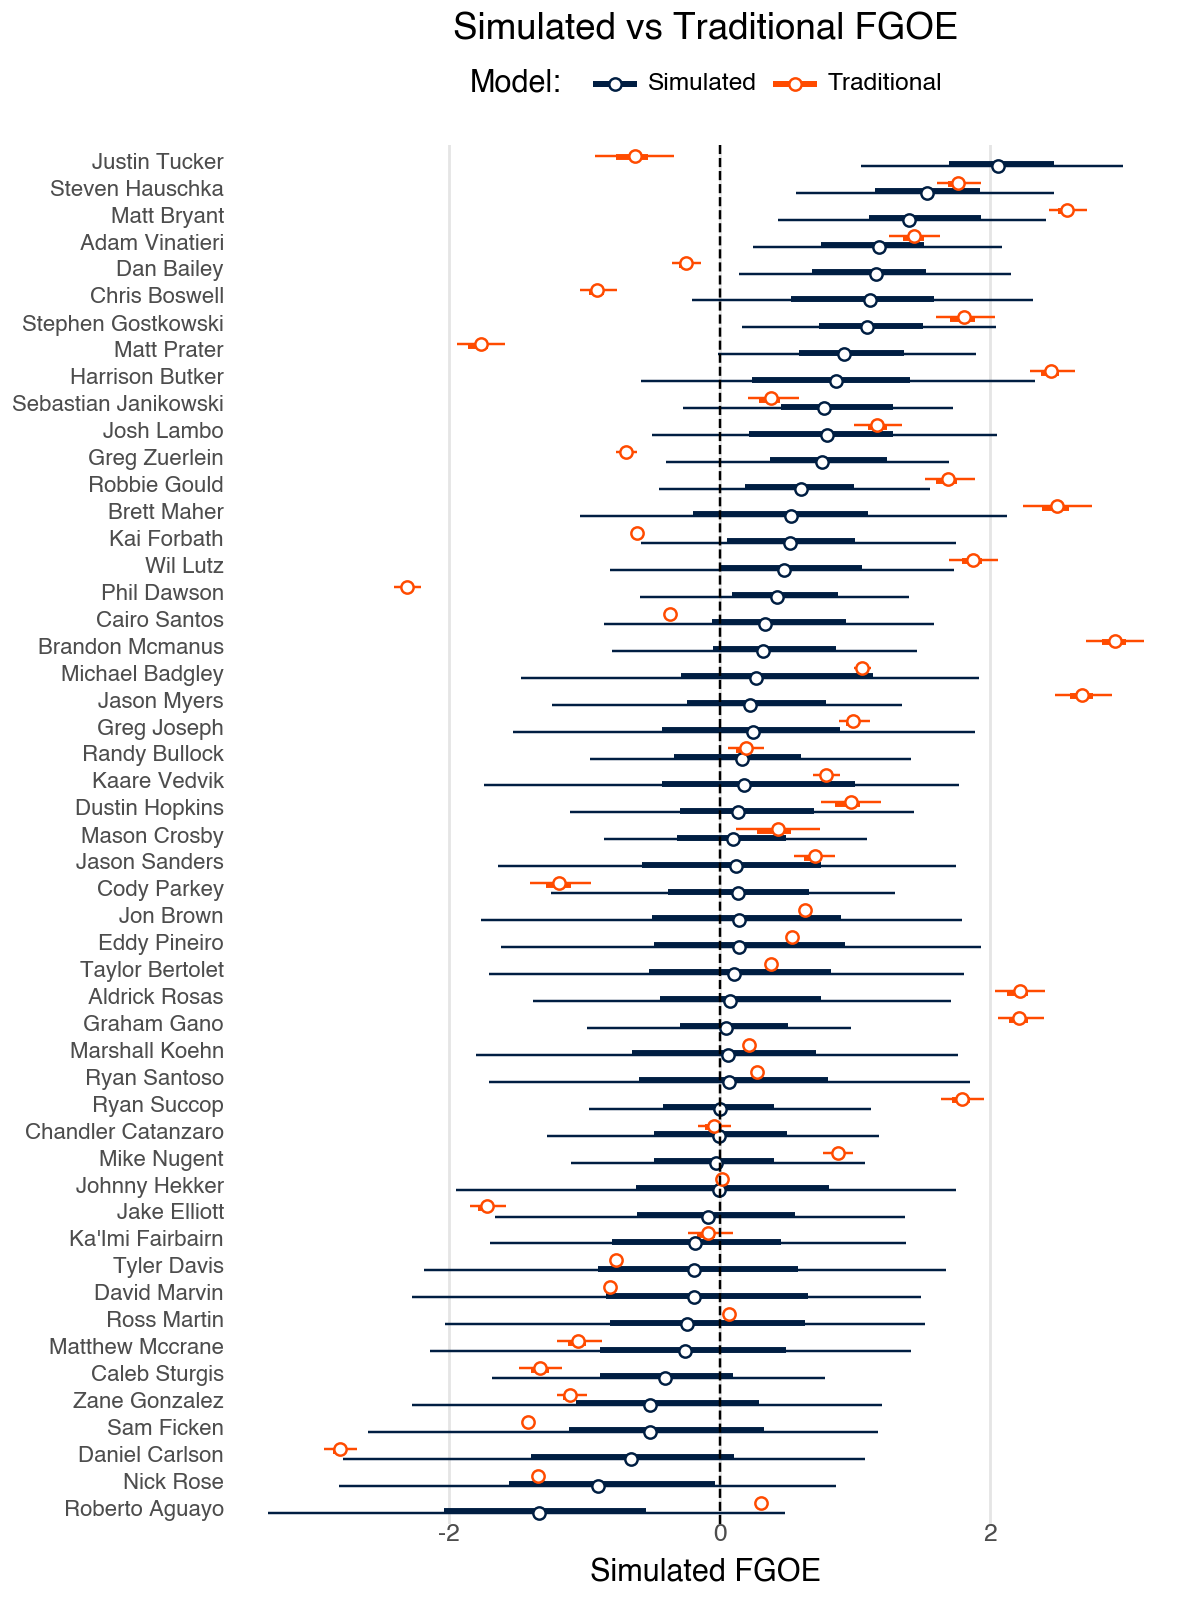 Simulated vs Traditional FGOE
Model: Simulated Traditional
Justin Tucker
Steven Hauschka
Matt Bryant
Adam Vinatieri
Dan Bailey
Chris Boswell
Stephen Gostkowski
Matt Prater
Harrison Butker
Sebastian Janikowski
Josh Lambo
Greg Zuerlein
Robbie Gould
Brett Maher
Kai Forbath
Wil Lutz
Phil Dawson
Cairo Santos
Brandon Mcmanus
Michael Badgley
Jason Myers
Greg Joseph
Randy Bullock
Kaare Vedvik
Dustin Hopkins
Mason Crosby
Jason Sanders
Cody Parkey
Jon Brown
Eddy Pineiro
Taylor Bertolet
Aldrick Rosas
Graham Gano
Marshall Koehn
Ryan Santoso
Ryan Succop
Chandler Catanzaro
Mike Nugent
Johnny Hekker
Jake Elliott
Ka'Imi Fairbairn
Tyler Davis
David Marvin
Ross Martin
Matthew Mccrane
Caleb Sturgis
Zane Gonzalez
Sam Ficken
Daniel Carlson
Nick Rose
Roberto Aguayo
-2 0 2
Simulated FGOE